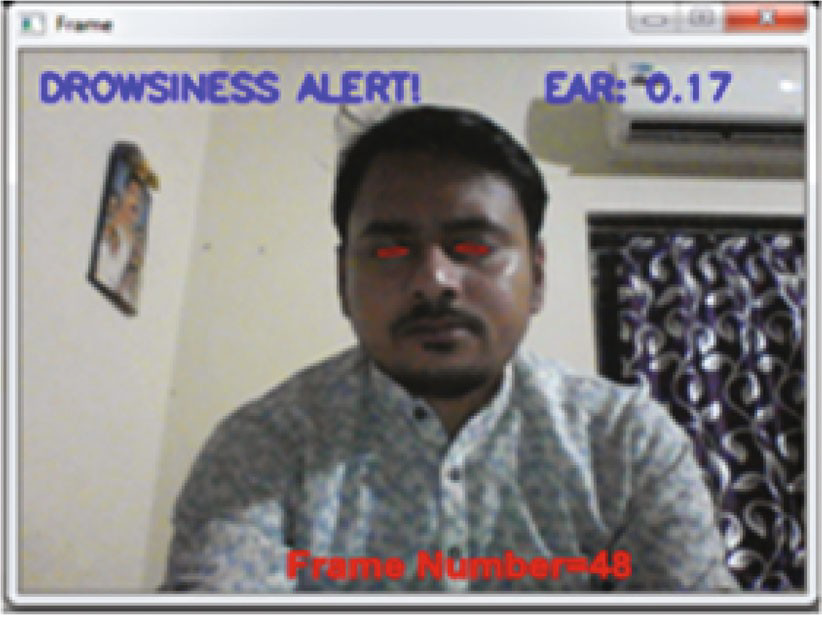 Frame
DROWSINESS ALERT! EAR: 0.17
Frame Number=48